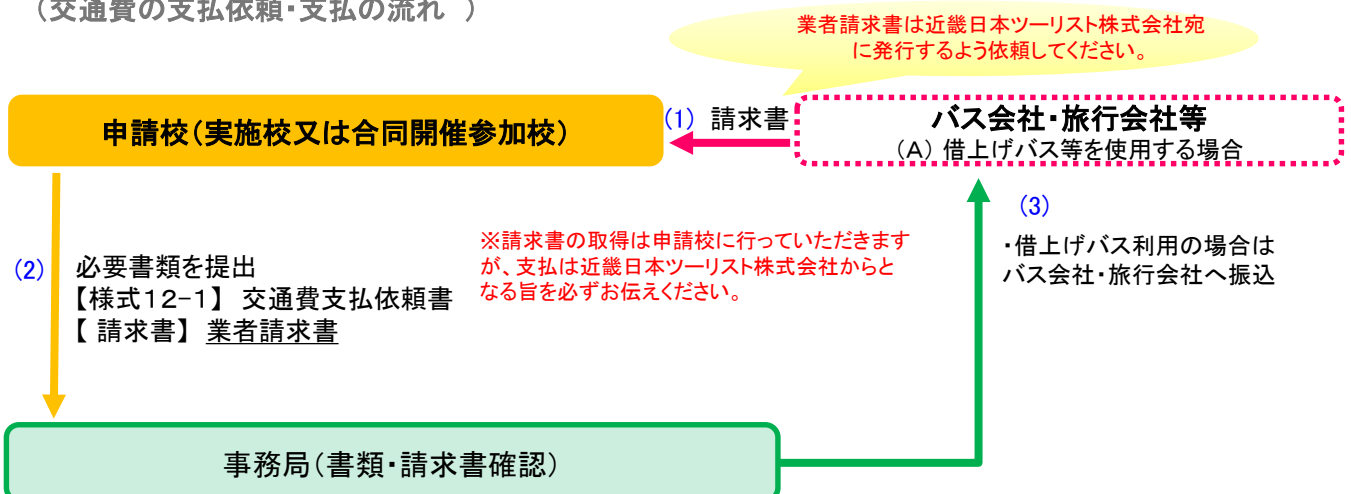 （交通費の支払依頼・支払の流れ　）
業者請求書は近畿日本ツーリスト株式会社宛
に発行するよう依頼してください。
申請校（実施校又は合同開催参加校）
(1) 請求書
バス会社・旅行会社等
（A） 借上げバス等を使用する場合
(2)
必要書類を提出
【様式１２-１】 交通費支払依頼書
【 請求書】 業者請求書
※請求書の取得は申請校に行っていただきます
が、支払は近畿日本ツーリスト株式会社からと
なる旨を必ずお伝えください。
(3)
・借上げバス利用の場合は
バス会社・旅行会社へ振込
事務局（書類・請求書確認）